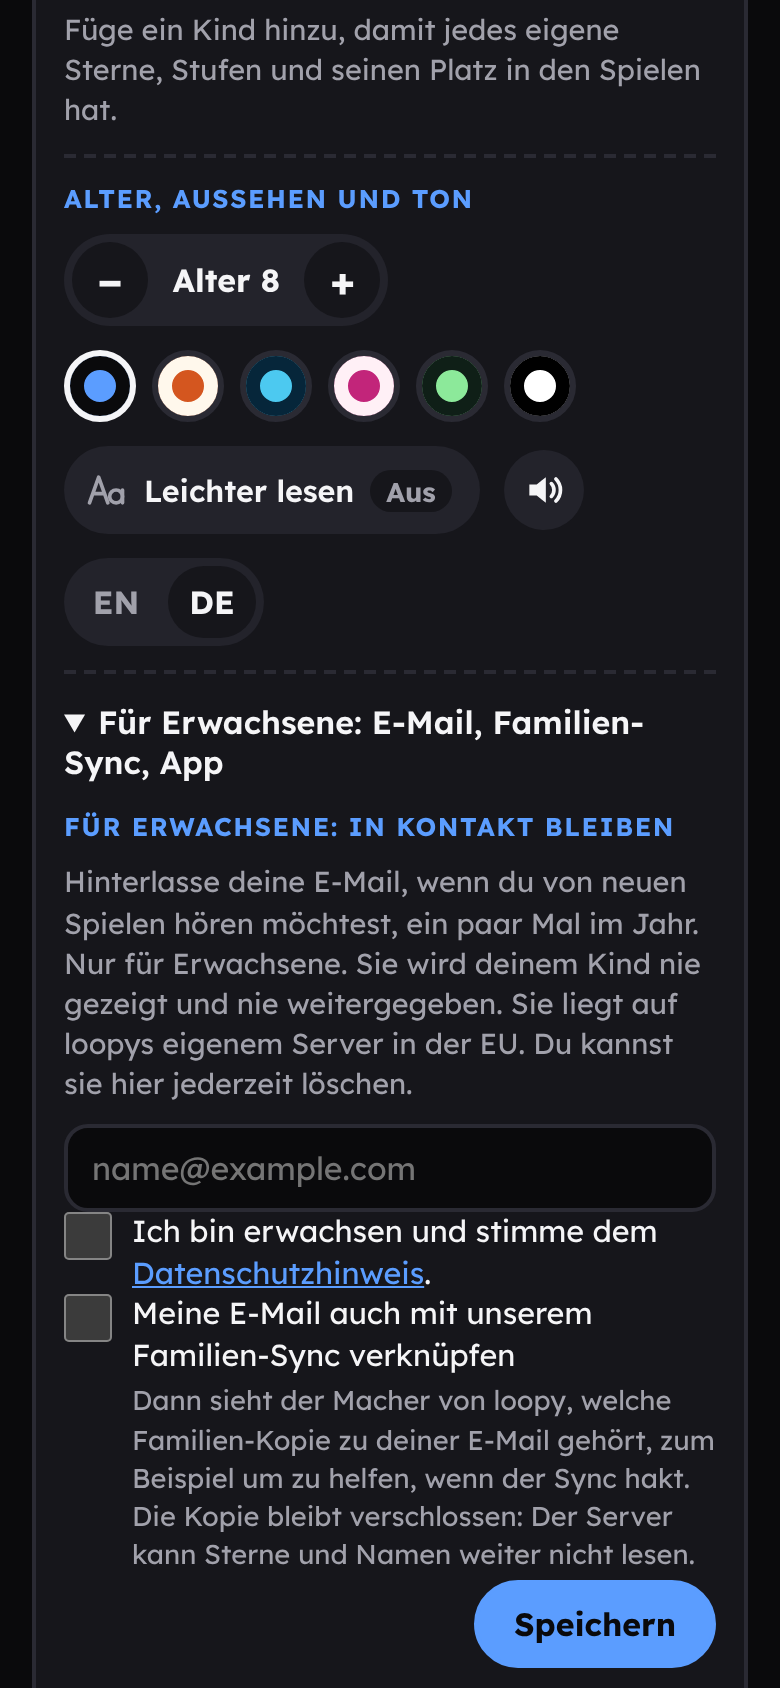 Füge ein Kind hinzu, damit jedes eigene
Sterne, Stufen und seinen Platz in den Spielen
hat.
ALTER, AUSSEHEN UND TON
– Alter 8 +
Aa Leichter lesen Aus
EN DE
▼ Für Erwachsene: E-Mail, Familien-
Sync, App
FÜR ERWACHSENE: IN KONTAKT BLEIBEN
Hinterlasse deine E-Mail, wenn du von neuen
Spielen hören möchtest, ein paar Mal im Jahr.
Nur für Erwachsene. Sie wird deinem Kind nie
gezeigt und nie weitergegeben. Sie liegt auf
loopys eigenem Server in der EU. Du kannst
sie hier jederzeit löschen.
name@example.com
Ich bin erwachsen und stimme dem
Datenschutzhinweis.
Meine E-Mail auch mit unserem
Familien-Sync verknüpfen
Dann sieht der Macher von loopy, welche
Familien-Kopie zu deiner E-Mail gehört, zum
Beispiel um zu helfen, wenn der Sync hakt.
Die Kopie bleibt verschlossen: Der Server
kann Sterne und Namen weiter nicht lesen.
Speichern